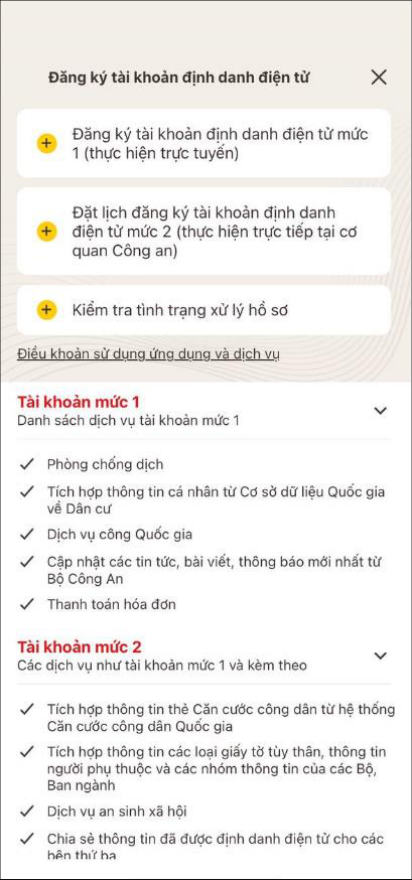 Đăng ký tài khoản định danh điện tử
Đăng ký tài khoản định danh điện tử mức
1 (thực hiện trực tuyến)
Đặt lịch đăng ký tài khoản định danh
điện tử mức 2 (thực hiện trực tiếp tại cơ
quan Công an)
Kiểm tra tình trạng xử lý hồ sơ
Điều khoản sử dụng ứng dụng và dịch vụ
Tài khoản mức 1
Danh sách dịch vụ tài khoản mức 1
Phòng chống dịch
Tích hợp thông tin cá nhân từ Cơ sở dữ liệu Quốc gia
về Dân cư
Dịch vụ công Quốc gia
Cập nhật các tin tức, bài viết, thông báo mới nhất từ
Bộ Công An
Thanh toán hóa đơn
Tài khoản mức 2
Các dịch vụ như tài khoản mức 1 và kèm theo
Tích hợp thông tin thẻ Căn cước công dân từ hệ thống
Căn cước công dân Quốc gia
Tích hợp thông tin các loại giấy tờ tùy thân, thông tin
người phụ thuộc và các nhóm thông tin của các Bộ,
Ban ngành
Dịch vụ an sinh xã hội
Chia sẻ thông tin đã được định danh điện tử cho các
bên thứ ba